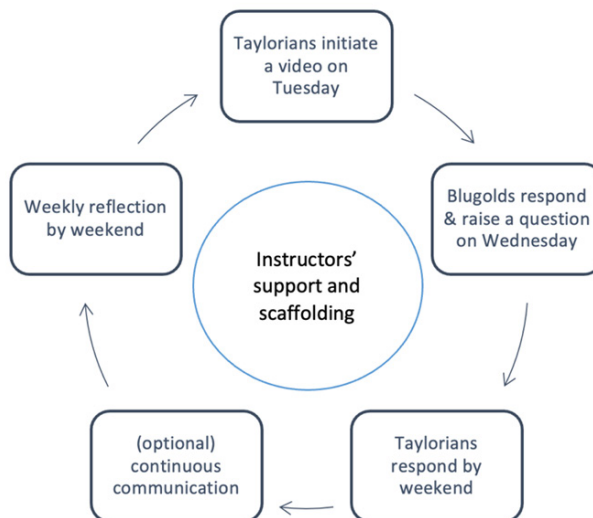 Taylorians initiate
a video on
Tuesday
Blugolds respond
& raise a question
on Wednesday
Taylorians
respond by
weekend
(optional)
continuous
communication
Weekly reflection
by weekend
Instructors’
support and
scaffolding